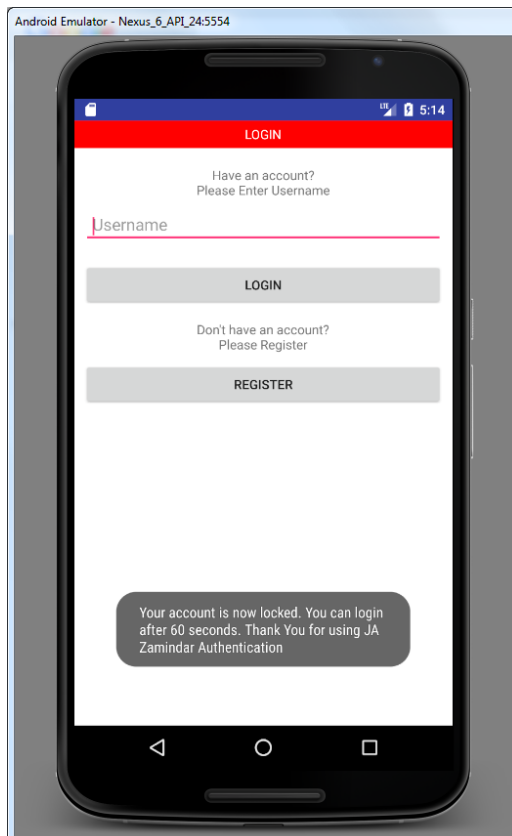 Android Emulator - Nexus_6_API_24:5554
LTE 5:14
LOGIN
Have an account?
Please Enter Username
Username
LOGIN
Don't have an account?
Please Register
REGISTER
Your account is now locked. You can login
after 60 seconds. Thank You for using JA
Zamindar Authentication